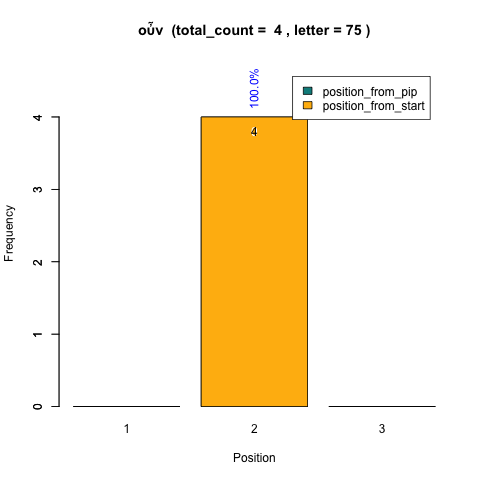 οὖν (total_count = 4 , letter = 75 )
100.0%
position_from_pip
position_from_start
4
4
3
2
1
0
Frequency
1 2 3
Position